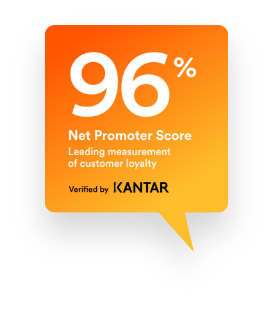 96%
Net Promoter Score
Leading measurement
of customer loyalty
Verified by KANTAR